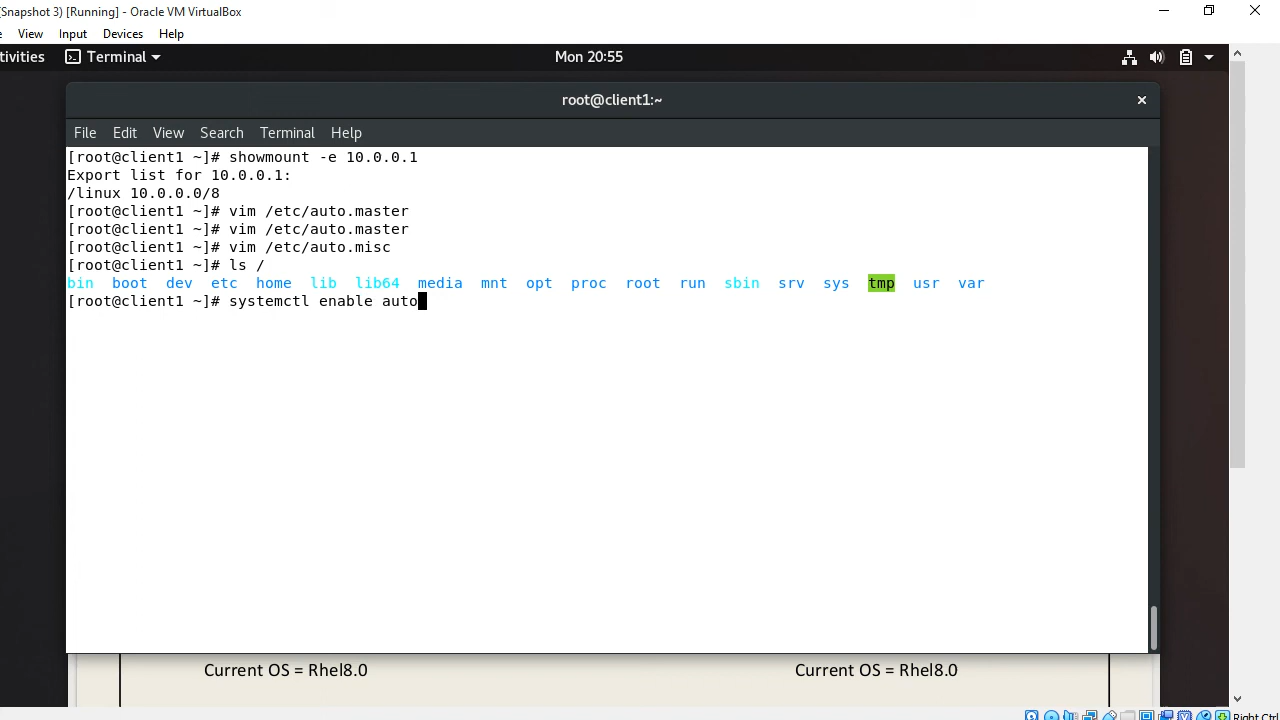 (Snapshot 3) [Running] - Oracle VM VirtualBox
View Input Devices Help
tivities Terminal Mon 20:55
root@client1:~
File Edit View Search Terminal Help
[root@client1 ~]# showmount -e 10.0.0.1
Export list for 10.0.0.1:
/linux 10.0.0.0/8
[root@client1 ~]# vim /etc/auto.master
[root@client1 ~]# vim /etc/auto.master
[root@client1 ~]# vim /etc/auto.misc
[root@client1 ~]# ls /
bin boot dev etc home lib lib64 media mnt opt proc root run sbin srv sys tmp usr var
[root@client1 ~]# systemctl enable auto
Current OS = Rhel8.0 Current OS = Rhel8.0
Right Ctrl